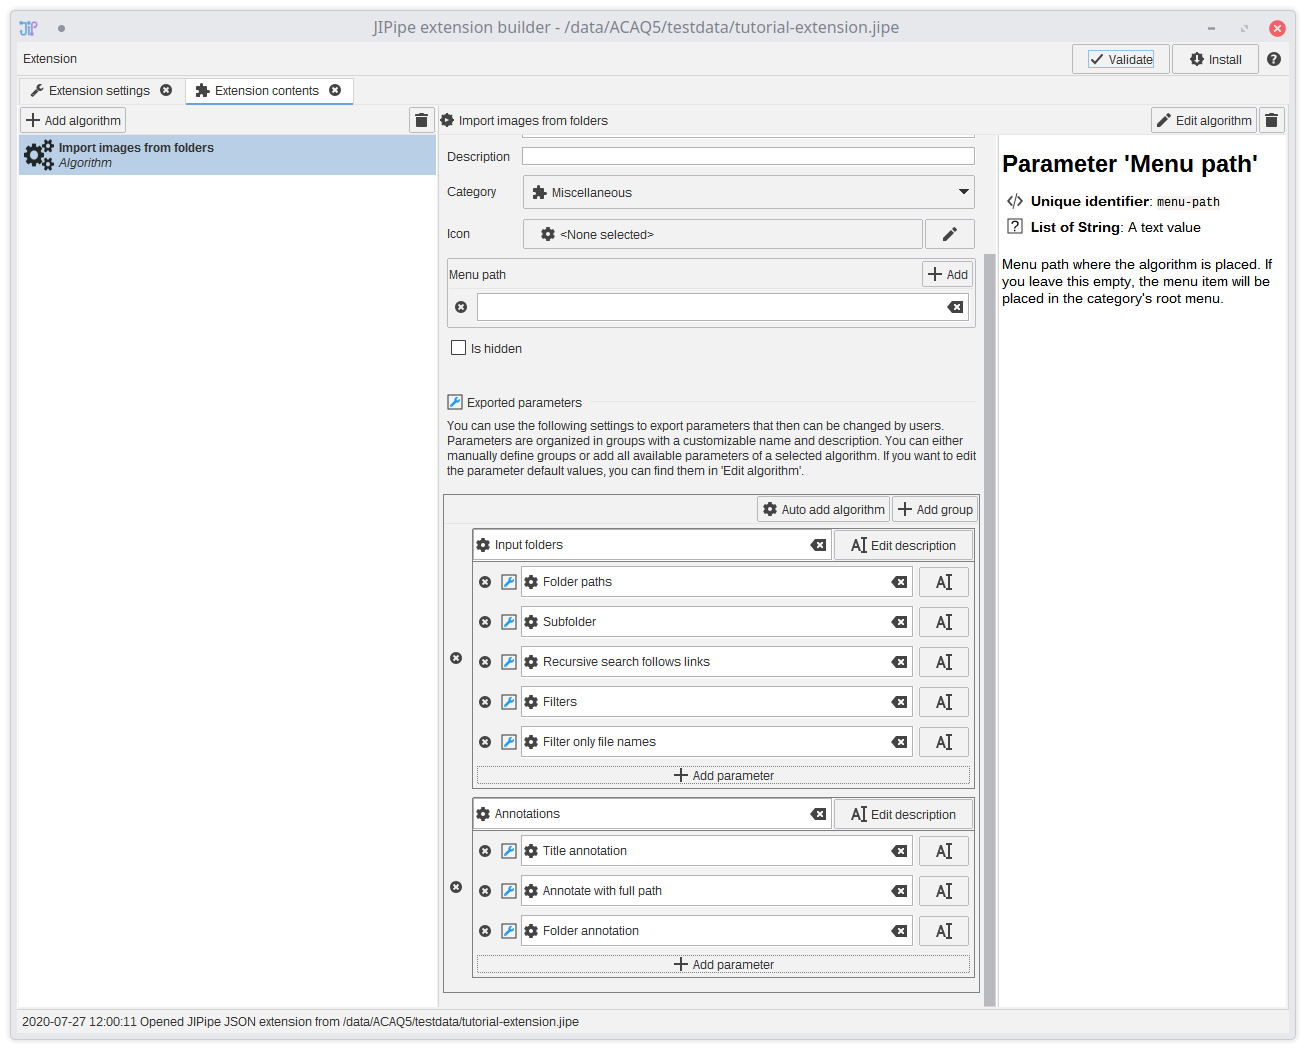 JIPipe extension builder - /data/ACAQ5/testdata/tutorial-extension.jipe
Extension
Validate
Install
Extension settings
Extension contents
Add algorithm
Import images from folders
Algorithm
Import images from folders
Edit algorithm
Description
Category
Miscellaneous
Icon
<None selected>
Menu path
Add
Is hidden
Exported parameters
You can use the following settings to export parameters that then can be changed by users.
Parameters are organized in groups with a customizable name and description. You can either
manually define groups or add all available parameters of a selected algorithm. If you want to edit
the parameter default values, you can find them in 'Edit algorithm'.
Auto add algorithm
Add group
Input folders
Edit description
Folder paths
Subfolder
Recursive search follows links
Filters
Filter only file names
Add parameter
Annotations
Edit description
Title annotation
Annotate with full path
Folder annotation
Add parameter
Parameter 'Menu path'
Unique identifier: menu-path
List of String: A text value
Menu path where the algorithm is placed. If
you leave this empty, the menu item will be
placed in the category's root menu.
2020-07-27 12:00:11 Opened JIPipe JSON extension from /data/ACAQ5/testdata/tutorial-extension.jipe